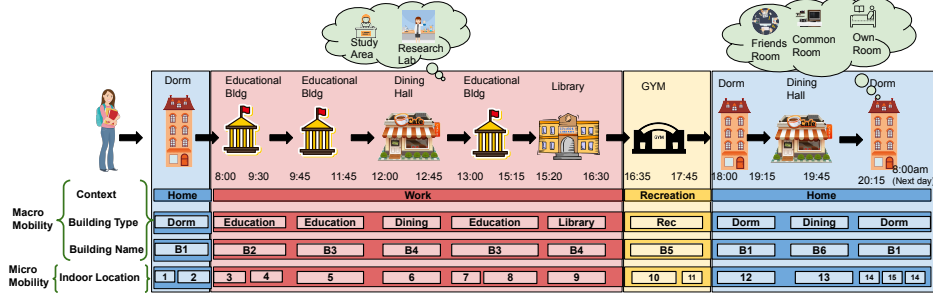 Study
Area
Research
Lab
Friends
Room
Common
Room
Own
Room
Dorm
Educational
Bldg
Educational
Bldg
Dining
Hall
Educational
Bldg
Library
GYM
Dorm
Dining
Hall
Dorm
GYM
8:00 9:30 9:45 11:45 12:00 12:45 13:00 15:15 15:20 16:30 16:35 17:45 18:00 19:15 19:45 20:15 8:00am
(Next day)
Context Home Work Recreation Home
Macro
Mobility
Building Type Dorm Education Education Dining Education Library Rec Dorm Dining Dorm
Building Name B1 B2 B3 B4 B3 B4 B5 B1 B6 B1
Micro
Mobility
Indoor Location 1 2 3 4 5 6 7 8 9 10 11 12 13 14 15 14